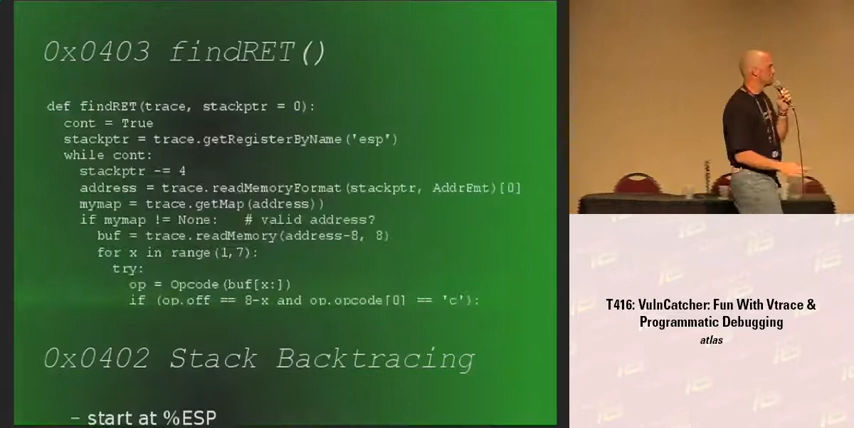 0x0403 findRET()
def findRET(trace, stackptr = 0):
cont = True
stackptr = trace.getRegisterByName('esp')
while cont:
stackptr -= 4
address = trace.readMemoryFormat(stackptr, AddrFmt)[0]
mymap = trace.getMap(address))
if mymap != None: # valid address?
buf = trace.readMemory(address-8, 8)
for x in range(1,7):
try:
op = Opcode(buf[x:])
if (op.off == 8-x and op.opcode[0] == 'c'):
0x0402 Stack Backtracing
– start at %ESP
T416: VulnCatcher: Fun With Vtrace &
Programmatic Debugging
atlas